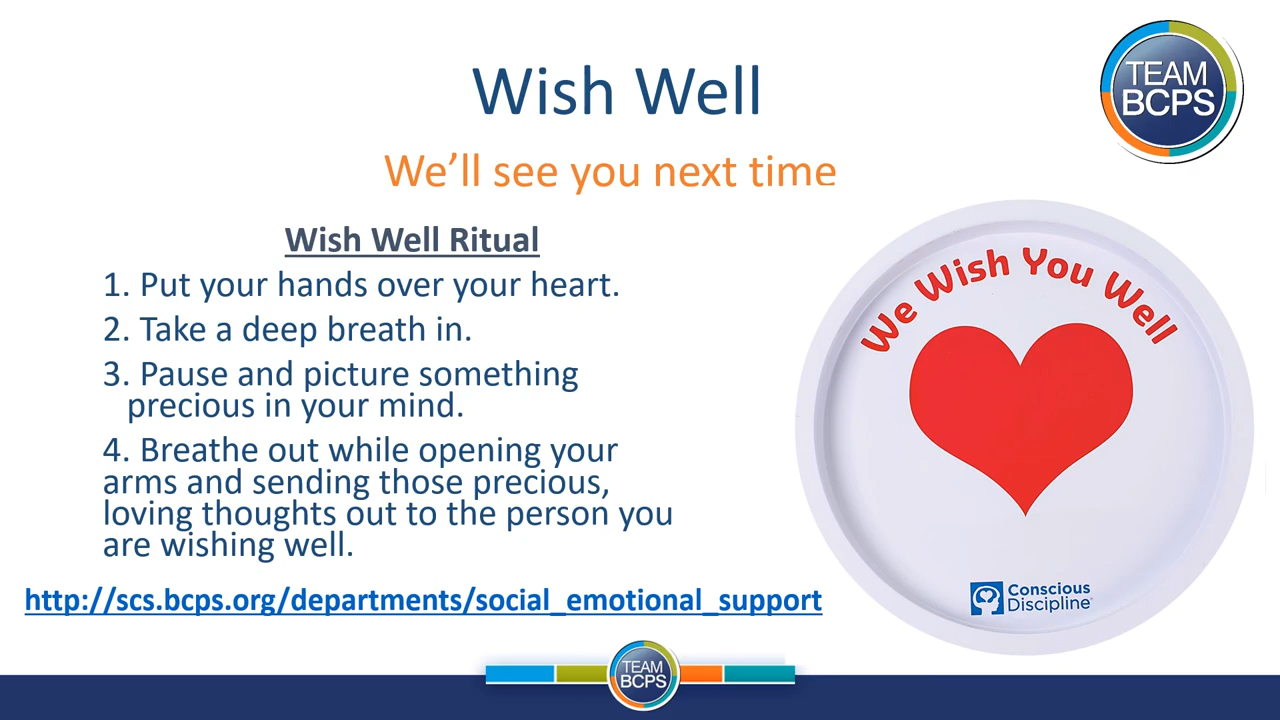 Wish Well
TEAM
BCPS
We’ll see you next time
Wish Well Ritual
1. Put your hands over your heart.
2. Take a deep breath in.
3. Pause and picture something
precious in your mind.
4. Breathe out while opening your
arms and sending those precious,
loving thoughts out to the person you
are wishing well.
http://scs.bcps.org/departments/social_emotional_support
We Wish You Well
Conscious
Discipline
TEAM
BCPS